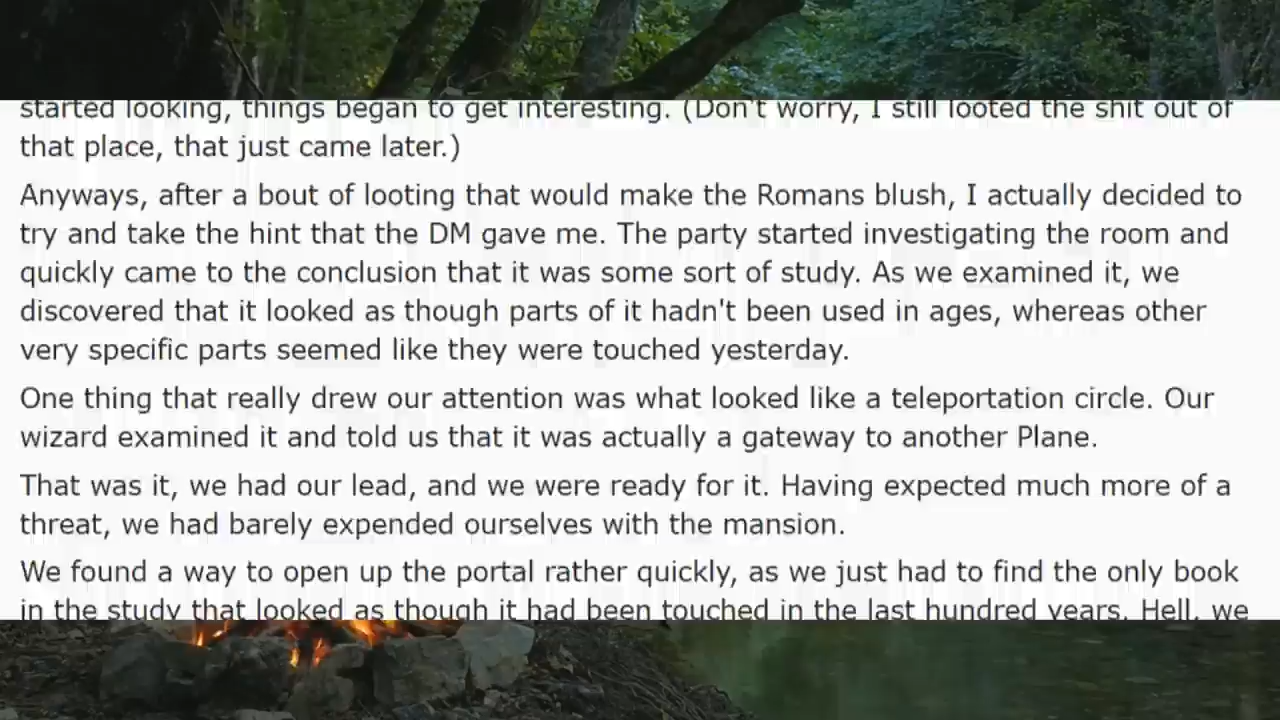 started looking, things began to get interesting. (Don't worry, I still looted the shit out of
that place, that just came later.)
Anyways, after a bout of looting that would make the Romans blush, I actually decided to
try and take the hint that the DM gave me. The party started investigating the room and
quickly came to the conclusion that it was some sort of study. As we examined it, we
discovered that it looked as though parts of it hadn't been used in ages, whereas other
very specific parts seemed like they were touched yesterday.
One thing that really drew our attention was what looked like a teleportation circle. Our
wizard examined it and told us that it was actually a gateway to another Plane.
That was it, we had our lead, and we were ready for it. Having expected much more of a
threat, we had barely expended ourselves with the mansion.
We found a way to open up the portal rather quickly, as we just had to find the only book
in the study that looked as though it had been touched in the last hundred years. Hell, we